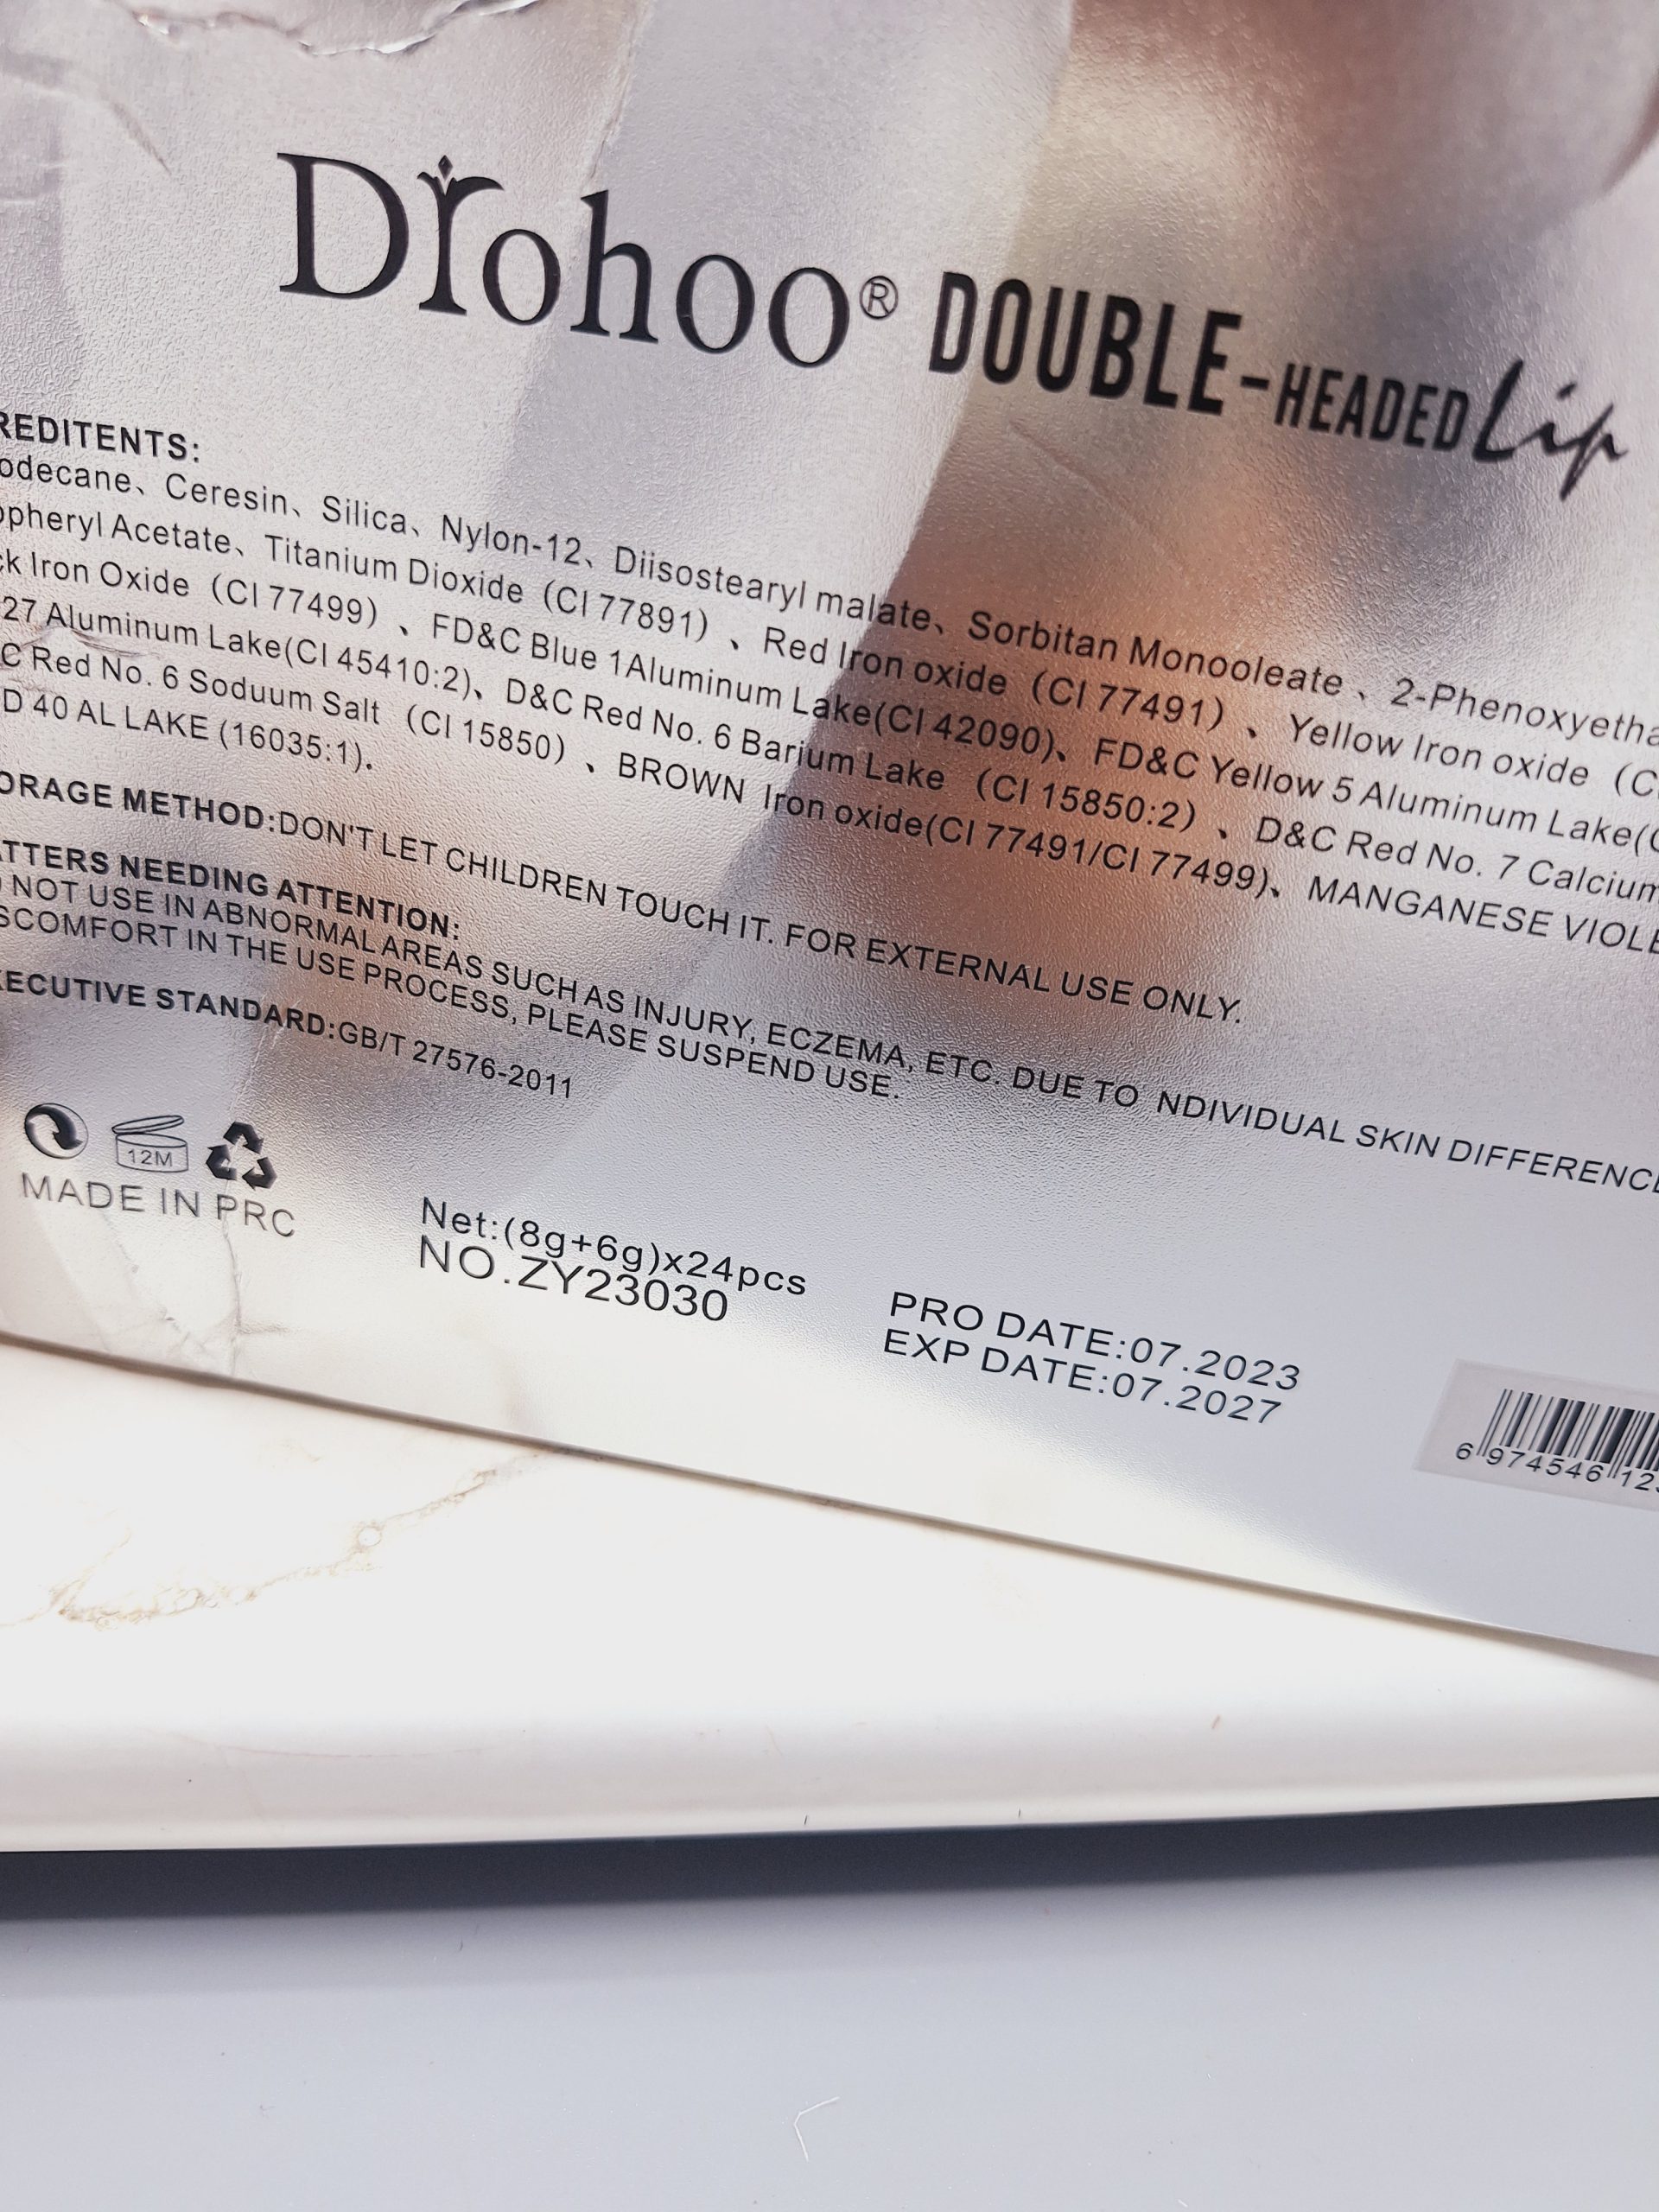 Drohoo® DOUBLE-HEADED Lip
REDITENTS:
odecane、Ceresin、Silica、Nylon-12、Diisostearyl malate、Sorbitan Monooleate、2-Phenoxyetha
opheryl Acetate、Titanium Dioxide (CI 77891) 、Red Iron oxide (CI 77491) 、Yellow Iron oxide (C
ck Iron Oxide (CI 77499) 、FD&C Blue 1Aluminum Lake(CI 42090)、FD&C Yellow 5 Aluminum Lake(C
27 Aluminum Lake(CI 45410:2)、D&C Red No. 6 Barium Lake (CI 15850:2) 、D&C Red No. 7 Calcium
C Red No. 6 Soduum Salt (CI 15850) 、BROWN Iron oxide(CI 77491/CI 77499)、MANGANESE VIOLE
D 40 AL LAKE (16035:1).
ORAGE METHOD:DON'T LET CHILDREN TOUCH IT. FOR EXTERNAL USE ONLY.
ATTERS NEEDING ATTENTION:
NOT USE IN ABNORMAL AREAS SUCH AS INJURY, ECZEMA, ETC. DUE TO NDIVIDUAL SKIN DIFFERENCE
SCOMFORT IN THE USE PROCESS, PLEASE SUSPEND USE.
XECUTIVE STANDARD:GB/T 27576-2011
12M
MADE IN PRC
Net:(8g+6g)x24pcs
NO.ZY23030
PRO DATE:07.2023
EXP DATE:07.2027
6 974546 12